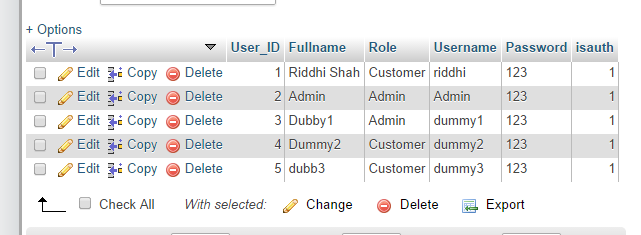 + Options
←T→ User_ID Fullname Role Username Password isauth
Edit Copy Delete 1 Riddhi Shah Customer riddhi 123 1
Edit Copy Delete 2 Admin Admin Admin 123 1
Edit Copy Delete 3 Dubby1 Admin dummy1 123 1
Edit Copy Delete 4 Dummy2 Customer dummy2 123 1
Edit Copy Delete 5 dubb3 Customer dummy3 123 1
Check All With selected: Change Delete Export